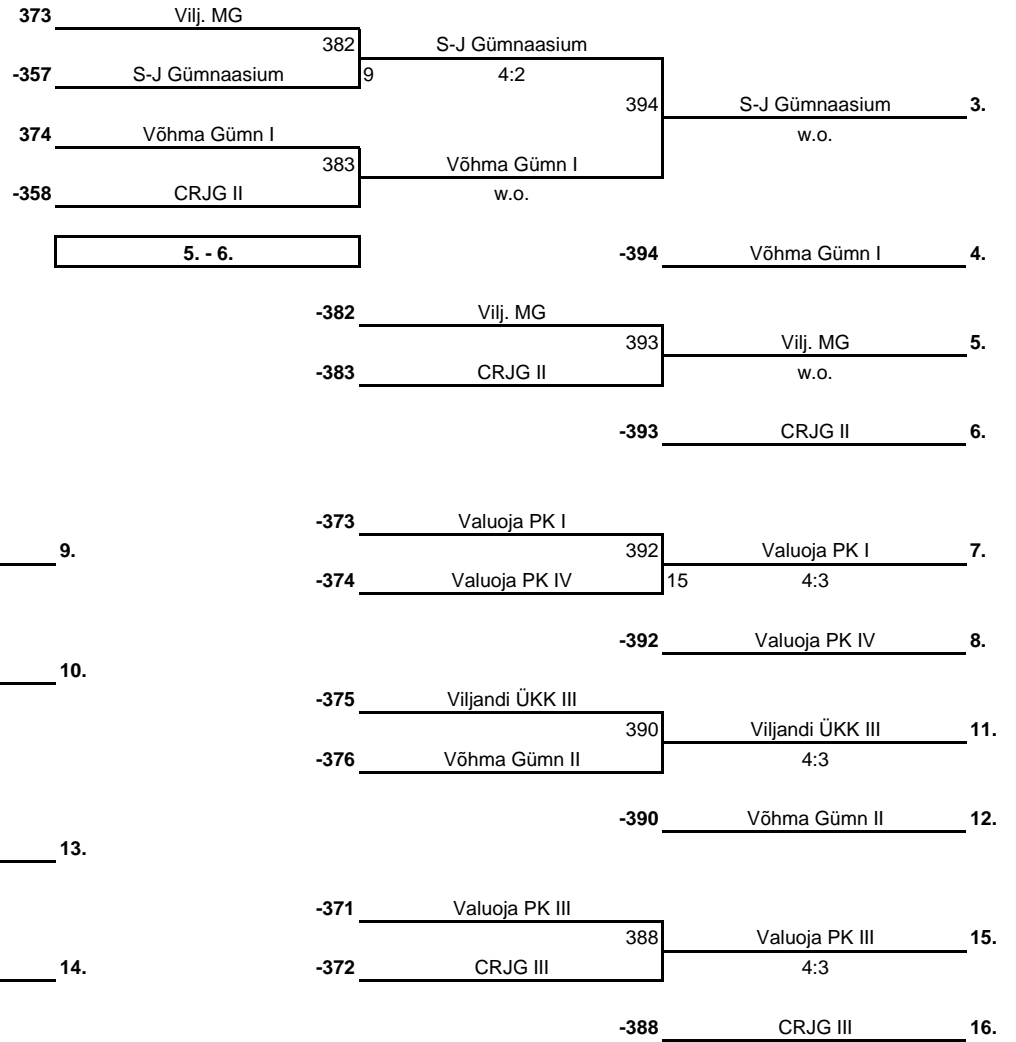 373 Vilj. MG
382 S-J Gümnaasium
-357 S-J Gümnaasium 9 4:2
394 S-J Gümnaasium 3.
374 Võhma Gümn I w.o.
383 Võhma Gümn I
-358 CRJG II w.o.
5. - 6. -394 Võhma Gümn I 4.
-382 Vilj. MG
393 Vilj. MG 5.
-383 CRJG II w.o.
-393 CRJG II 6.
-373 Valuoja PK I
9. 392 Valuoja PK I 7.
-374 Valuoja PK IV 15 4:3
-392 Valuoja PK IV 8.
10.
-375 Viljandi ÜKK III
390 Viljandi ÜKK III 11.
-376 Võhma Gümn II 4:3
-390 Võhma Gümn II 12.
13.
-371 Valuoja PK III
388 Valuoja PK III 15.
14. -372 CRJG III 4:3
-388 CRJG III 16.